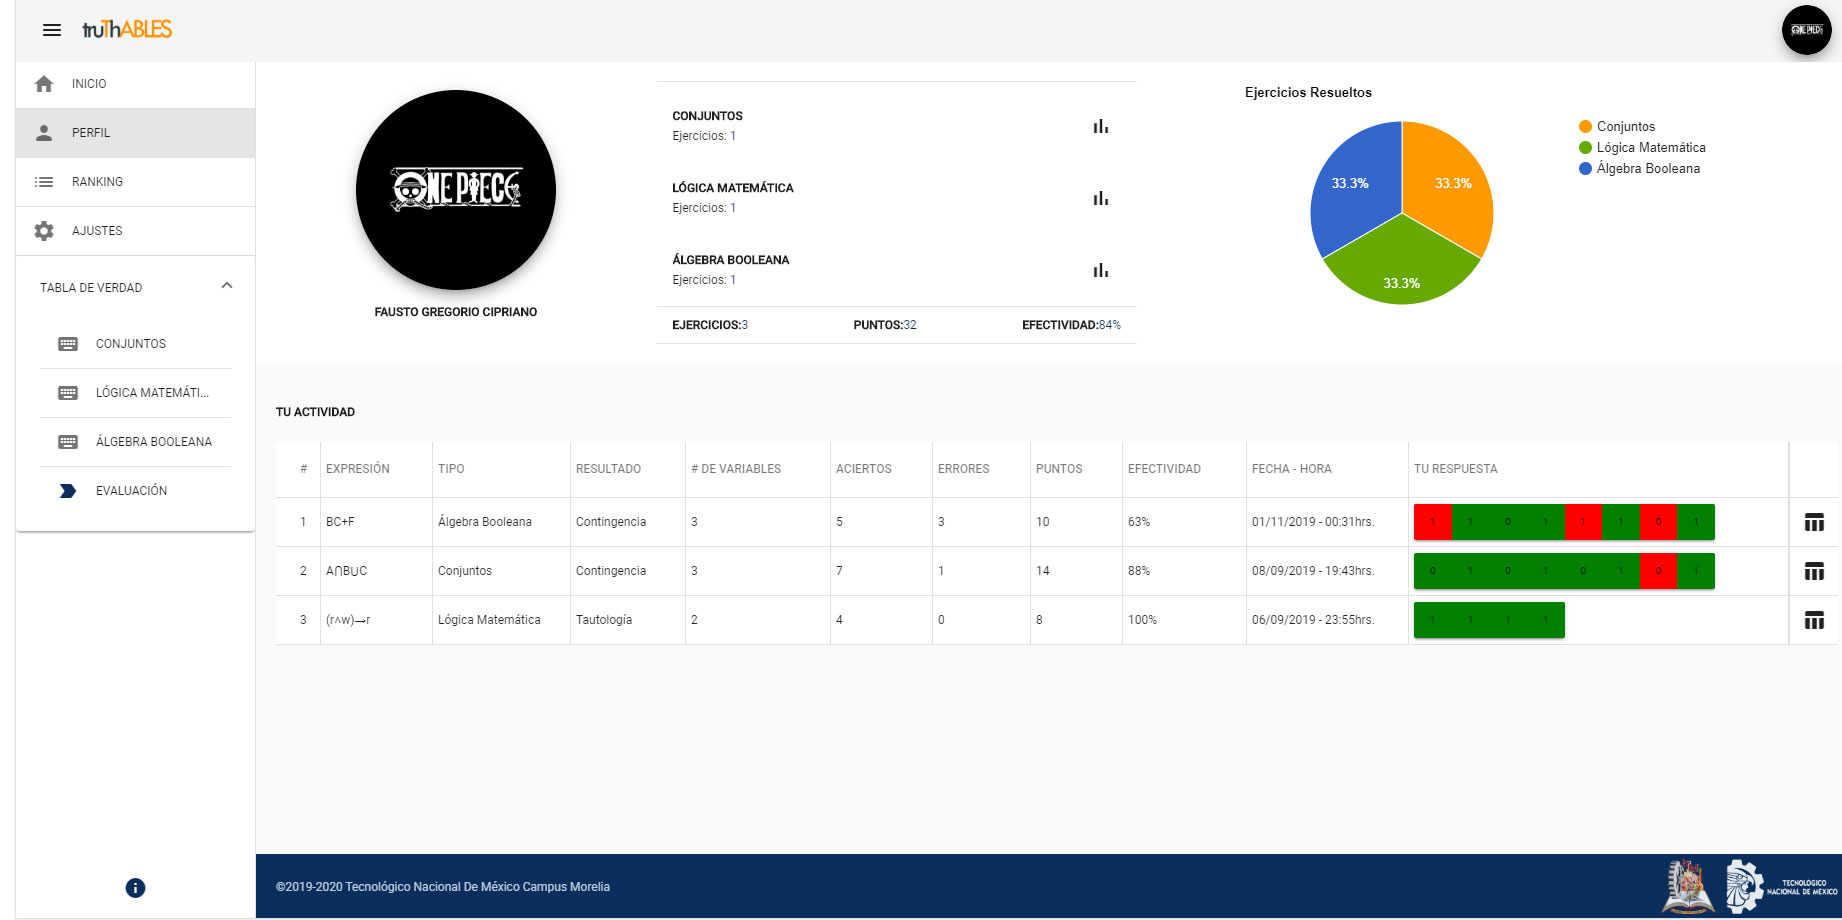 truThABLES
ONE PIECE
INICIO
PERFIL
RANKING
AJUSTES
TABLA DE VERDAD
CONJUNTOS
LÓGICA MATEMÁTI...
ÁLGEBRA BOOLEANA
EVALUACIÓN
ONE PIECE
FAUSTO GREGORIO CIPRIANO
CONJUNTOS
Ejercicios: 1
LÓGICA MATEMÁTICA
Ejercicios: 1
ÁLGEBRA BOOLEANA
Ejercicios: 1
EJERCICIOS:3 PUNTOS:32 EFECTIVIDAD:84%
Ejercicios Resueltos
33.3% 33.3%
33.3%
Conjuntos
Lógica Matemática
Álgebra Booleana
TU ACTIVIDAD
# EXPRESIÓN TIPO RESULTADO # DE VARIABLES ACIERTOS ERRORES PUNTOS EFECTIVIDAD FECHA - HORA TU RESPUESTA
1 BC+F Álgebra Booleana Contingencia 3 5 3 10 63% 01/11/2019 - 00:31hrs. 1 1 0 1 1 1 0 1
2 A∩B∪C Conjuntos Contingencia 3 7 1 14 88% 08/09/2019 - 19:43hrs. 0 1 0 1 0 1 0 1
3 (r∧w)→r Lógica Matemática Tautología 2 4 0 8 100% 06/09/2019 - 23:55hrs. 1 1 1 1
©2019-2020 Tecnológico Nacional De México Campus Morelia
TECNOLÓGICO
NACIONAL DE MÉXICO